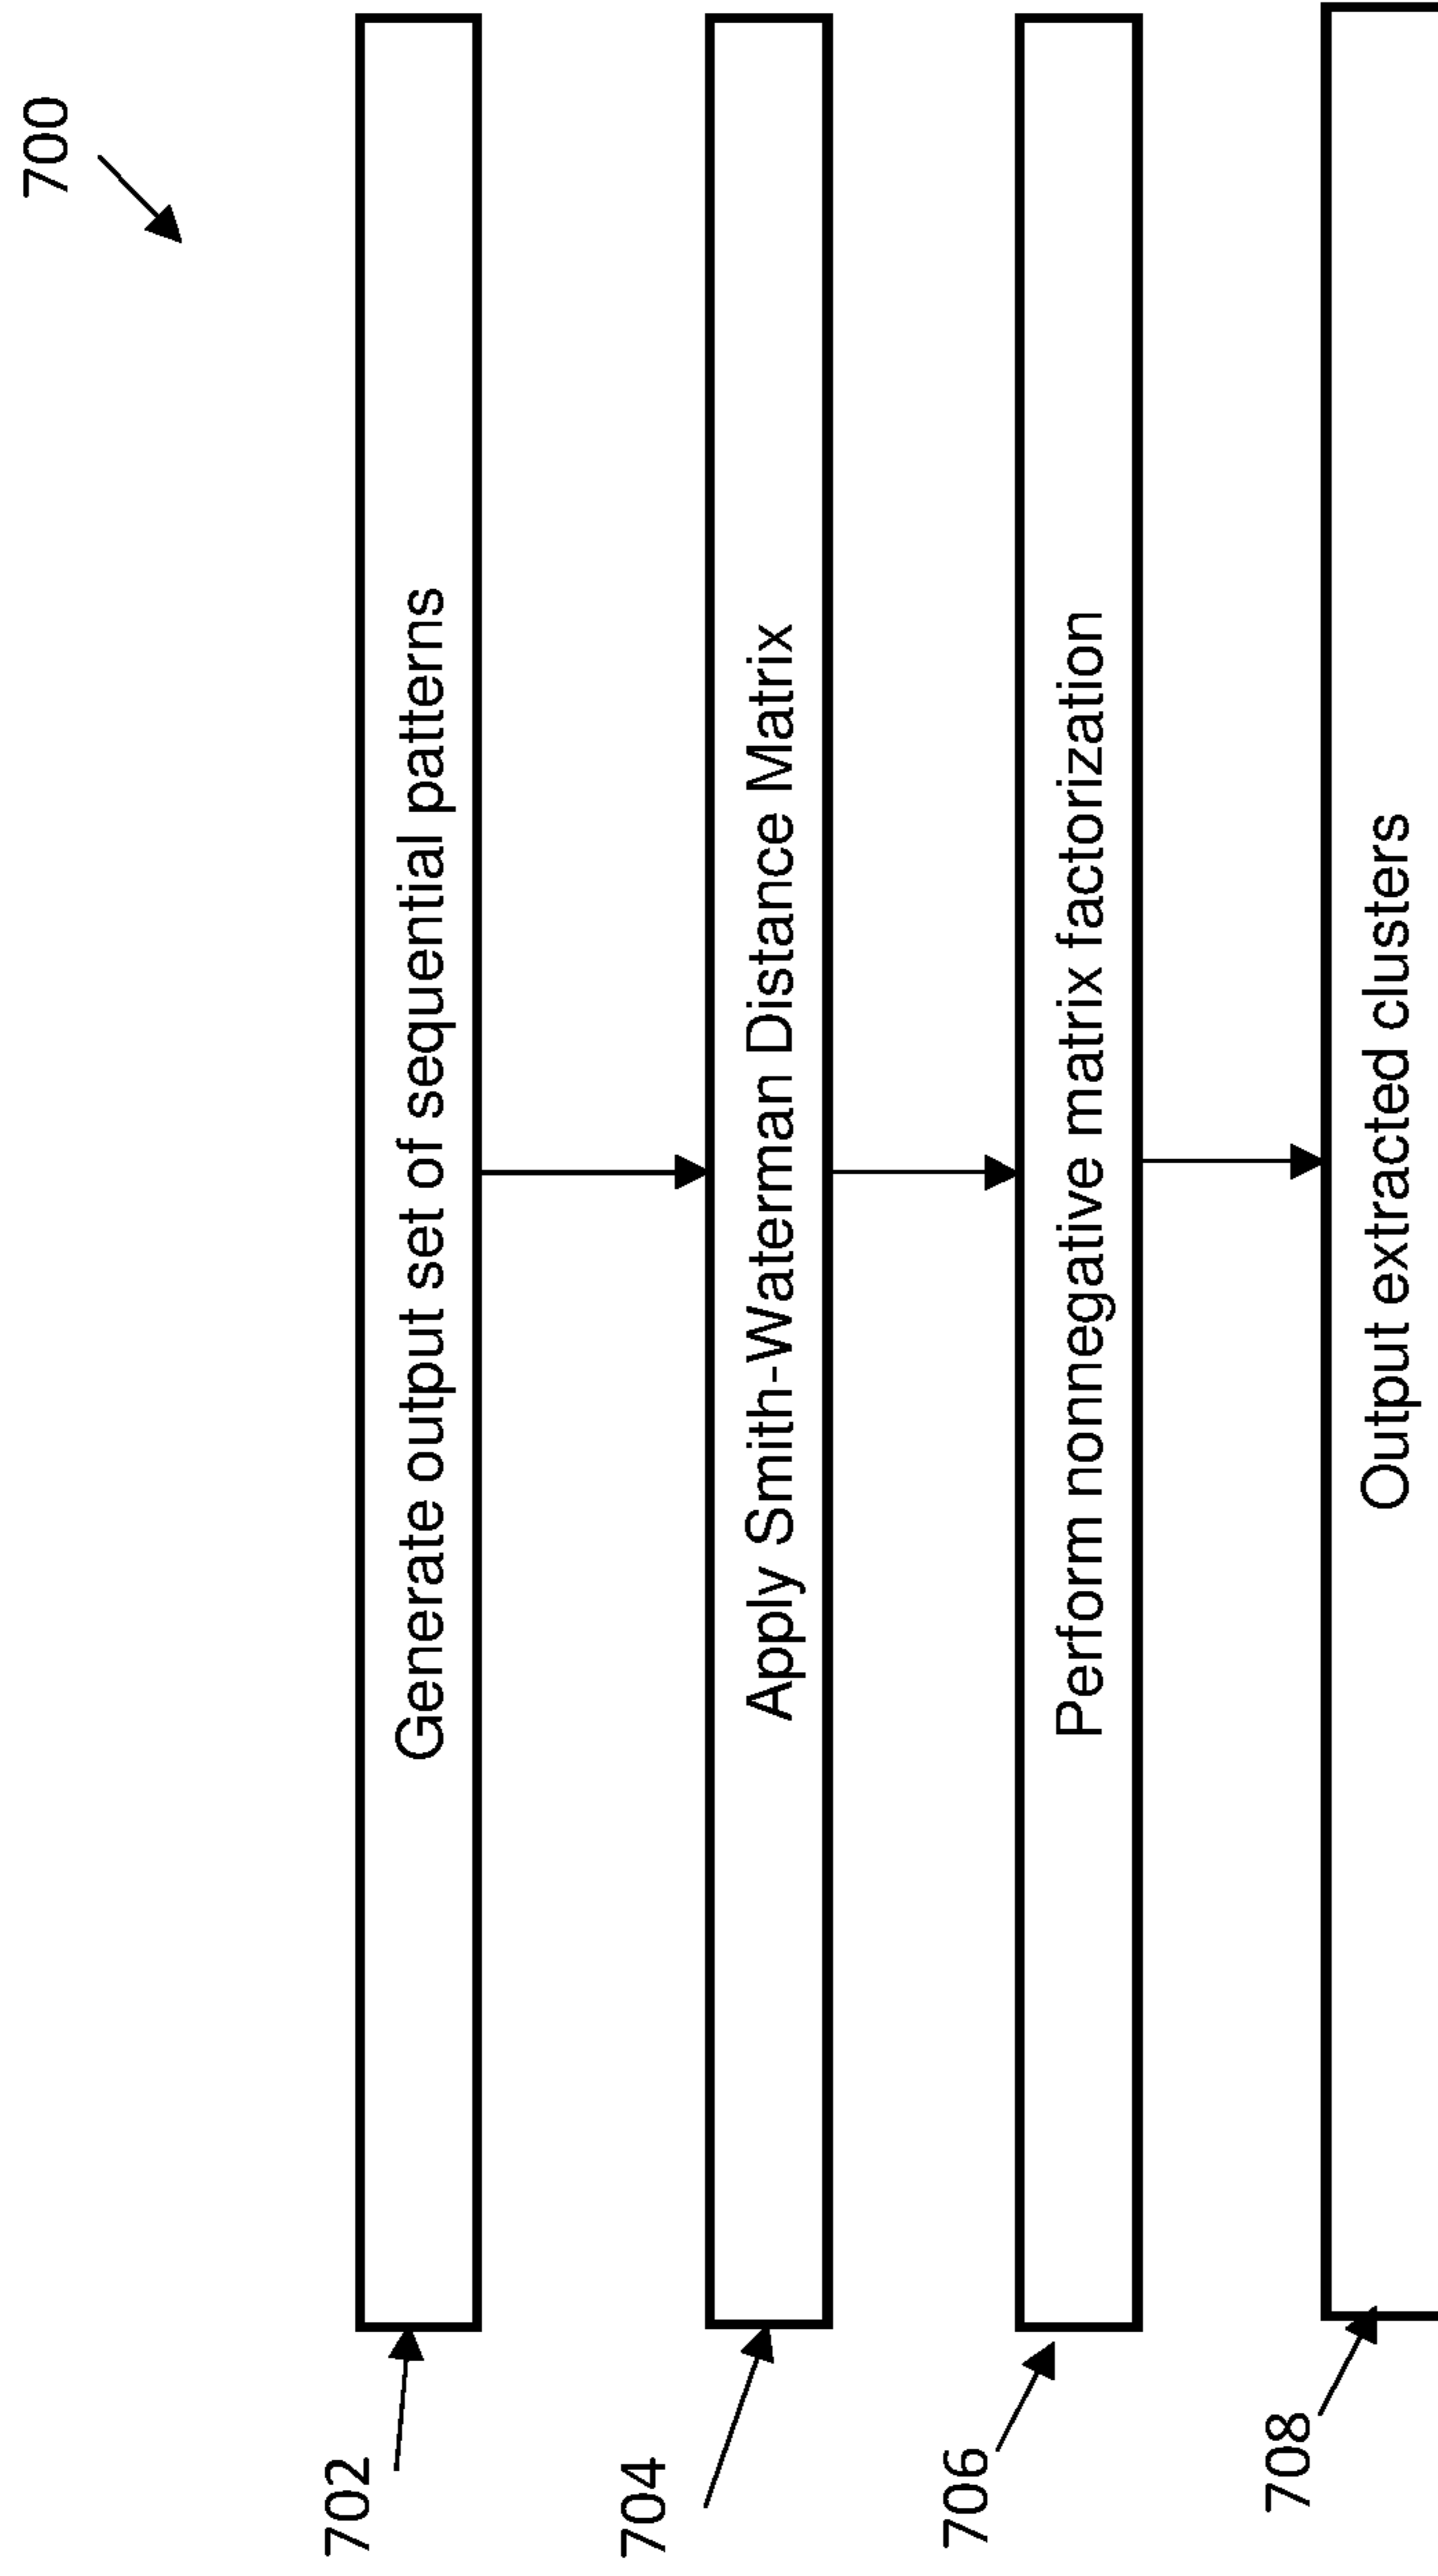 700
702
Generate output set of sequential patterns
704
Apply Smith-Waterman Distance Matrix
706
Perform nonnegative matrix factorization
708
Output extracted clusters